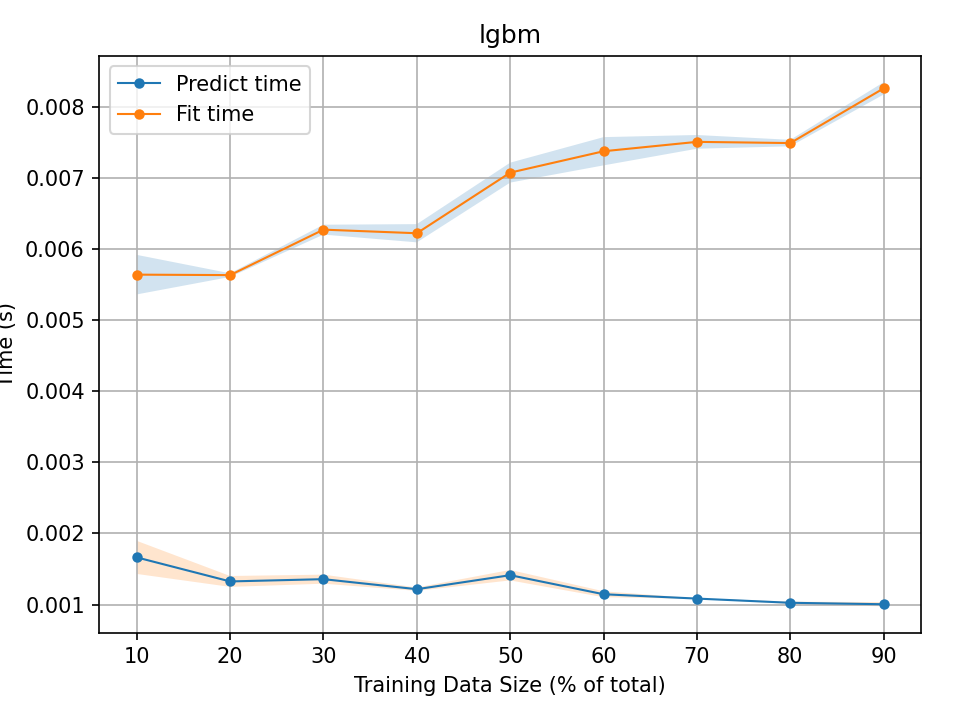 lgbm
Predict time
Fit time
0.008
0.007
0.006
0.005
0.004
0.003
0.002
0.001
Time (s)
10 20 30 40 50 60 70 80 90
Training Data Size (% of total)